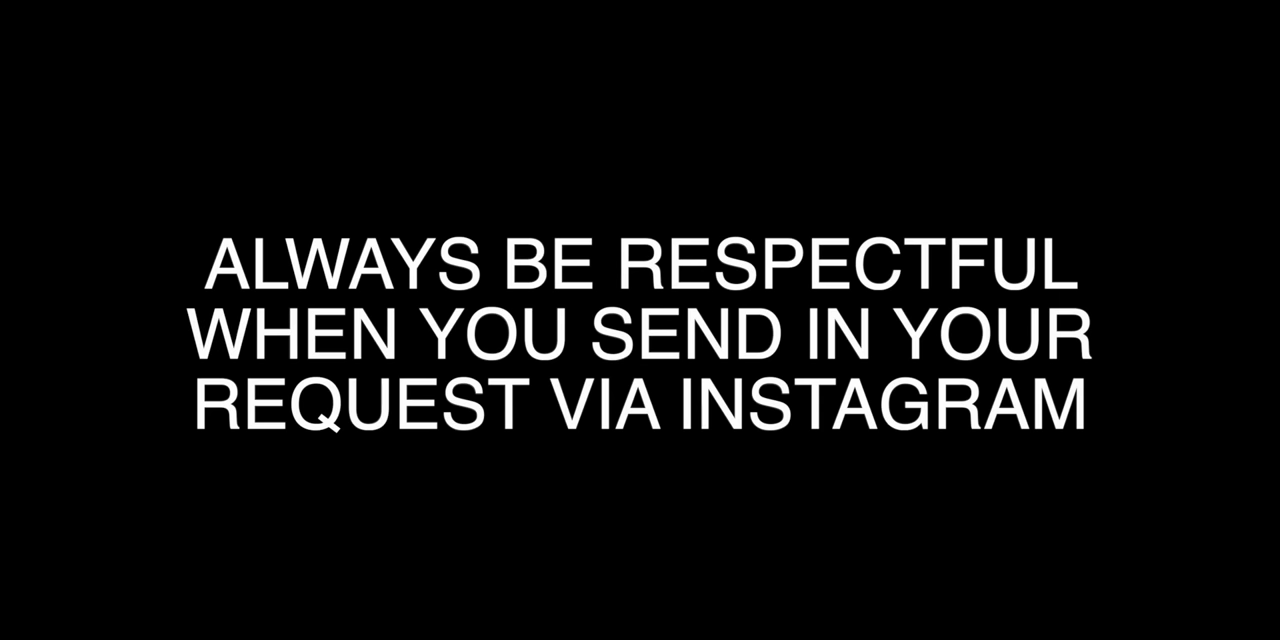 ALWAYS BE RESPECTFUL
WHEN YOU SEND IN YOUR
REQUEST VIA INSTAGRAM